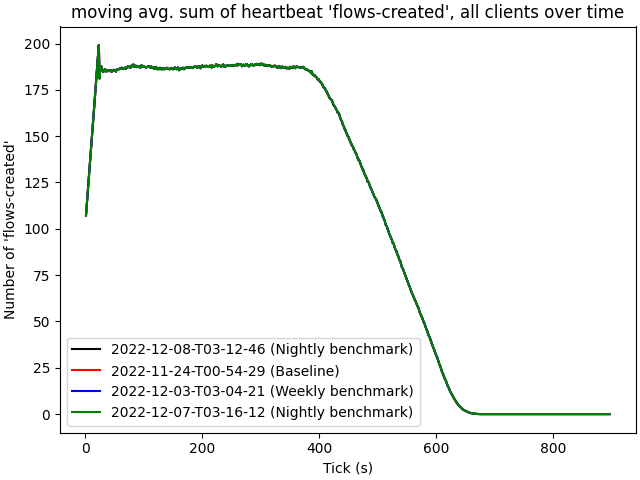 moving avg. sum of heartbeat 'flows-created', all clients over time
Number of 'flows-created'
200
175
150
125
100
75
50
25
0
2022-12-08-T03-12-46 (Nightly benchmark)
2022-11-24-T00-54-29 (Baseline)
2022-12-03-T03-04-21 (Weekly benchmark)
2022-12-07-T03-16-12 (Nightly benchmark)
0 200 400 600 800
Tick (s)